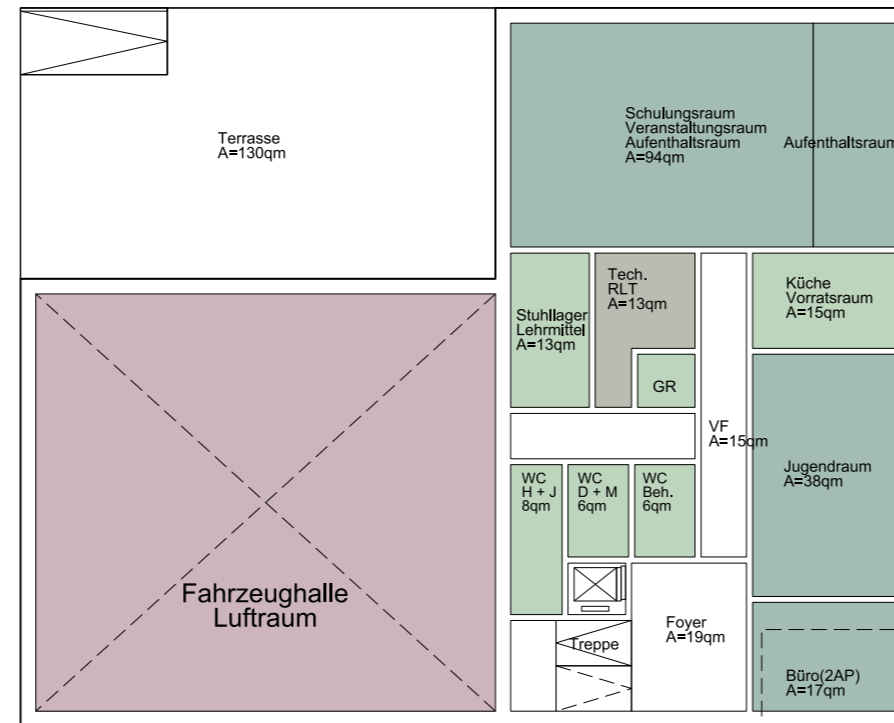 Terrasse
A=130qm
Schulungsraum
Veranstaltungsraum
Aufenthaltsraum
A=94qm
Aufenthaltsraum
Stuhllager
Lehrmittel
A=13qm
Tech.
RLT
A=13qm
GR
Küche
Vorratsraum
A=15qm
VF
A=15qm
Jugendraum
A=38qm
WC
H + J
8qm
WC
D + M
6qm
WC
Beh.
6qm
Fahrzeughalle
Luftraum
Treppe
Foyer
A=19qm
Büro(2AP)
A=17qm